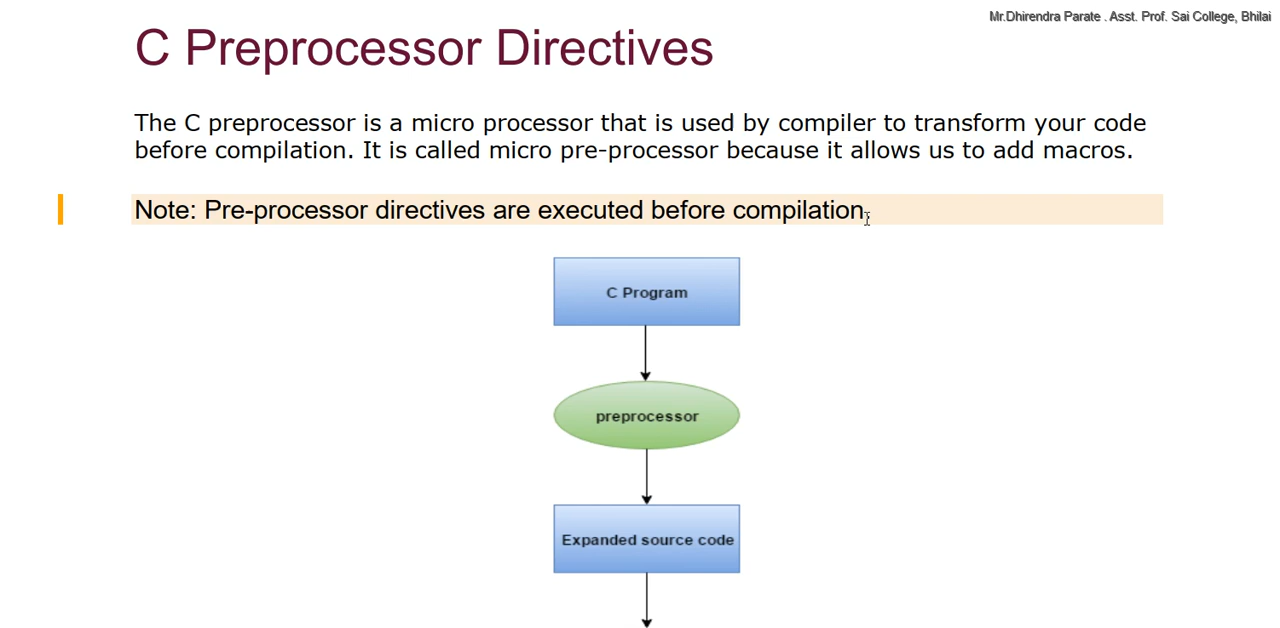 Mr.Dhirendra Parate . Asst. Prof. Sai College, Bhilai
C Preprocessor Directives
The C preprocessor is a micro processor that is used by compiler to transform your code
before compilation. It is called micro pre-processor because it allows us to add macros.
Note: Pre-processor directives are executed before compilation.
C Program
preprocessor
Expanded source code